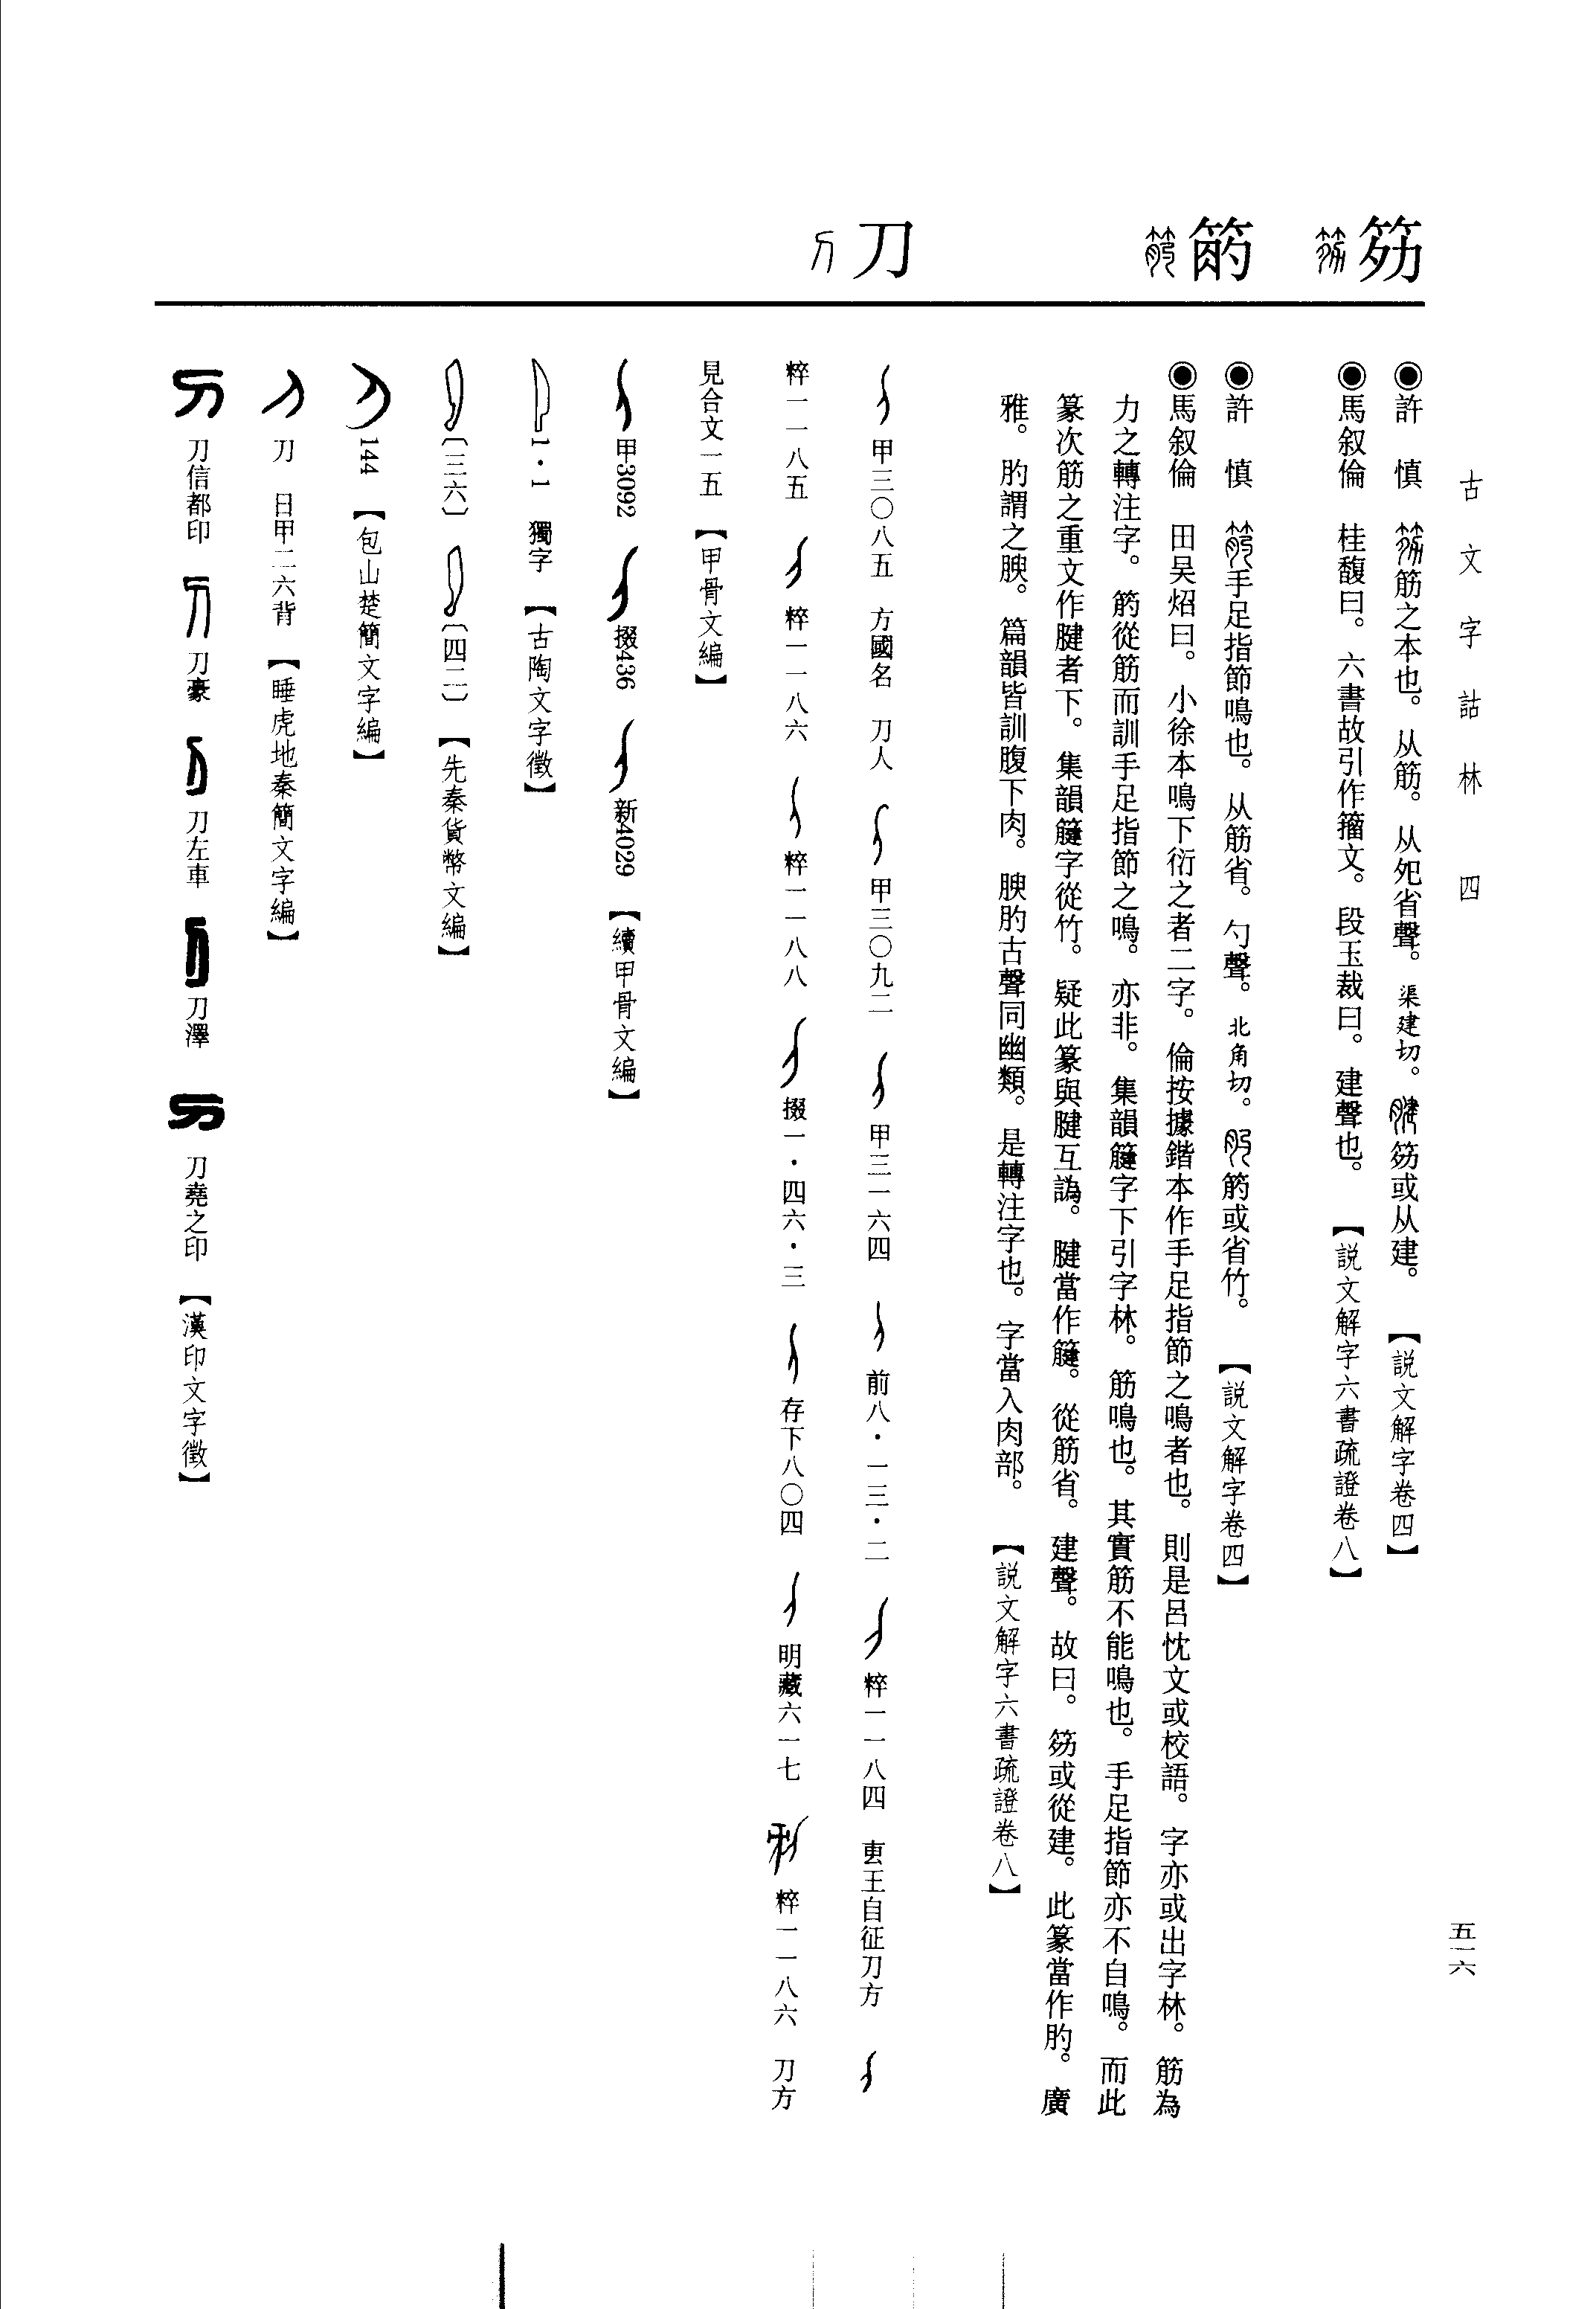 古文字詁林　四
五一六
笏
筋
刀
◉許　慎　筋之本也。从筋。从夗省聲。渠建切。笏或从建。【説文解字卷四】
◉馬叙倫　桂馥曰。六書故引作籀文。段玉裁曰。建聲也。【説文解字六書疏證卷八】
◉許　慎　手足指節鳴也。从筋省。勺聲。北角切。筋或省竹。【説文解字卷四】
◉馬叙倫　田吴炤曰。小徐本鳴下衍之者二字。倫按據鍇本作手足指節之鳴者也。則是呂忱文或校語。字亦或出字林。筋為
力之轉注字。筋從筋而訓手足指節之鳴。亦非。集韻字下引字林。筋鳴也。其實筋不能鳴也。手足指節亦不自鳴。而此
篆次筋之重文作腱者下。集韻字從竹。疑此篆與腱互譌。腱當作。從筋省。建聲。故曰。或從建。此篆當作肑。廣
雅。肑謂之腴。篇韻皆訓腹下肉。腴肑古聲同幽類。是轉注字也。字當入肉部。【説文解字六書疏證卷八】
甲三〇八五　方國名　刀人　甲三〇九二　甲三一六四　前八・一三・二　粹一一八四　叀王自征刀方
粹一一八五　粹一一八六　粹一一八八　掇一・四六・三　存下八〇四　明藏六一七　粹一一八六　刀方
見合文一五　【甲骨文編】
甲3092　掇436　新4029　【續甲骨文編】
1・1　獨字　【古陶文字徵】
〔三六〕　〔四二〕　【先秦貨幣文編】
144　【包山楚簡文字編】
刀　日甲二六背　【睡虎地秦簡文字編】
刀信都印　刀豪　刀左車　刀澤　刀堯之印　【漢印文字徵】